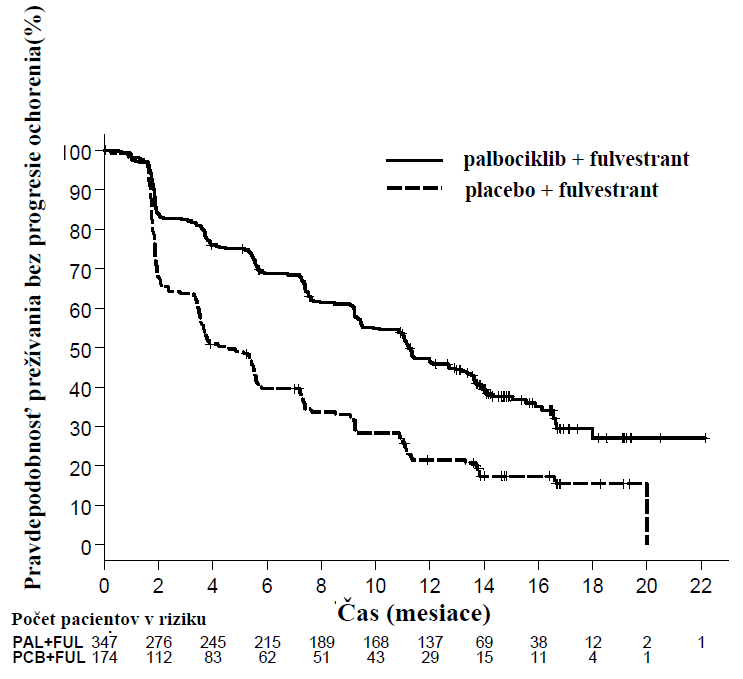 Pravdepodobnosť prežívania bez progresie ochorenia(%)
100
90
80
70
60
50
40
30
20
10
0
palbociklib + fulvestrant
placebo + fulvestrant
0 2 4 6 8 10 12 14 16 18 20 22
Čas (mesiace)
Počet pacientov v riziku
PAL+FUL 347 276 245 215 189 168 137 69 38 12 2 1
PCB+FUL 174 112 83 62 51 43 29 15 11 4 1